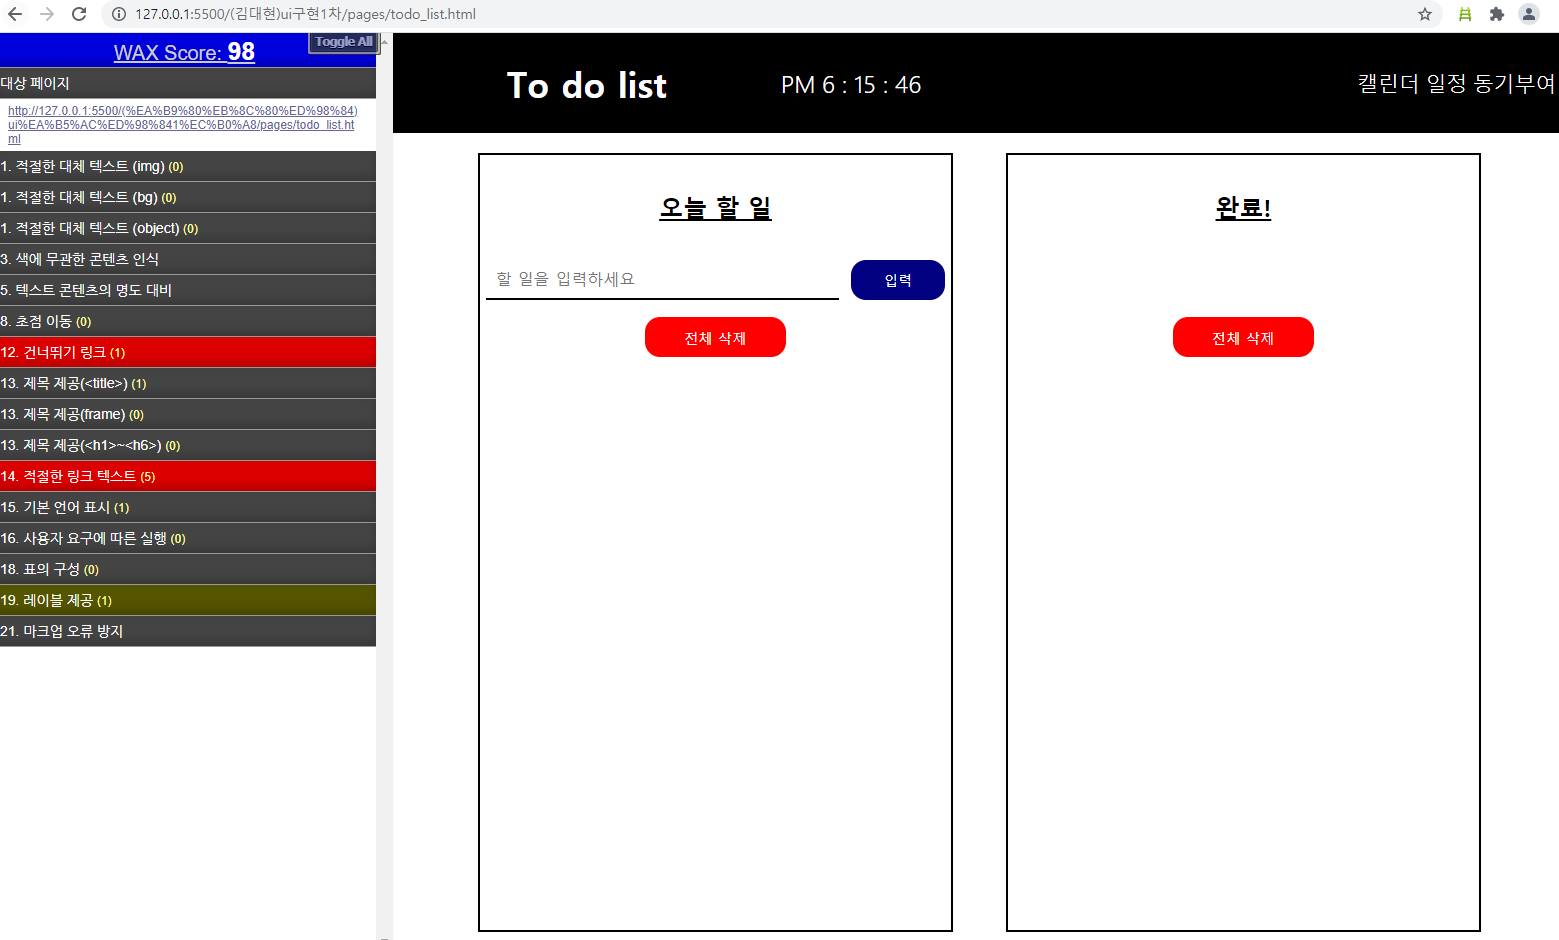 127.0.0.1:5500/(김대현)ui구현1차/pages/todo_list.html
WAX Score: 98
Toggle All
대상 페이지
http://127.0.0.1:5500/(%EA%B9%80%EB%8C%80%ED%98%84)
ui%EA%B5%AC%ED%98%841%EC%B0%A8/pages/todo_list.ht
ml
1. 적절한 대체 텍스트 (img) (0)
1. 적절한 대체 텍스트 (bg) (0)
1. 적절한 대체 텍스트 (object) (0)
3. 색에 무관한 콘텐츠 인식
5. 텍스트 콘텐츠의 명도 대비
8. 초점 이동 (0)
12. 건너뛰기 링크 (1)
13. 제목 제공(<title>) (1)
13. 제목 제공(frame) (0)
13. 제목 제공(<h1>~<h6>) (0)
14. 적절한 링크 텍스트 (5)
15. 기본 언어 표시 (1)
16. 사용자 요구에 따른 실행 (0)
18. 표의 구성 (0)
19. 레이블 제공 (1)
21. 마크업 오류 방지
To do list
PM 6 : 15 : 46
캘린더 일정 동기부여
오늘 할 일
할 일을 입력하세요
입력
전체 삭제
완료!
전체 삭제